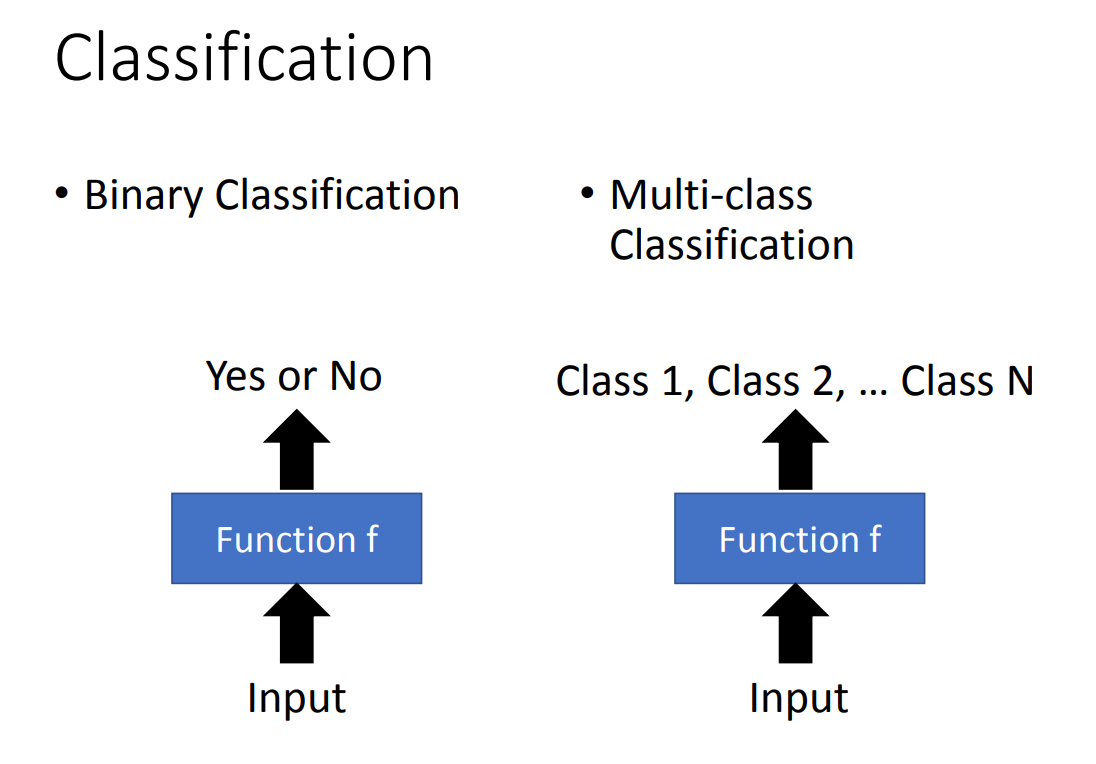 Classification
• Binary Classification
• Multi-class
Classification
Yes or No
Class 1, Class 2, ... Class N
Function f
Function f
Input
Input